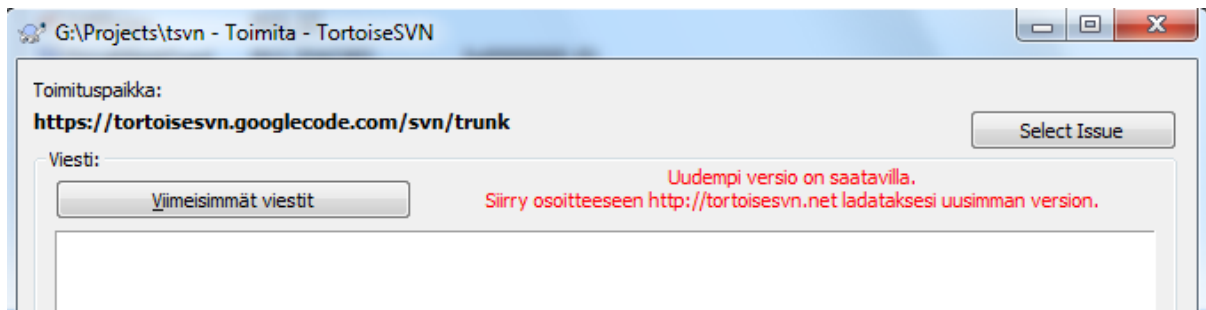 G:\Projects\tsvn - Toimita - TortoiseSVN
Toimituspaikka:
https://tortoisesvn.googlecode.com/svn/trunk
Select Issue
Viesti:
Viimeisimmät viestit
Uudempi versio on saatavilla.
Siirry osoitteeseen http://tortoisesvn.net ladataksesi uusimman version.